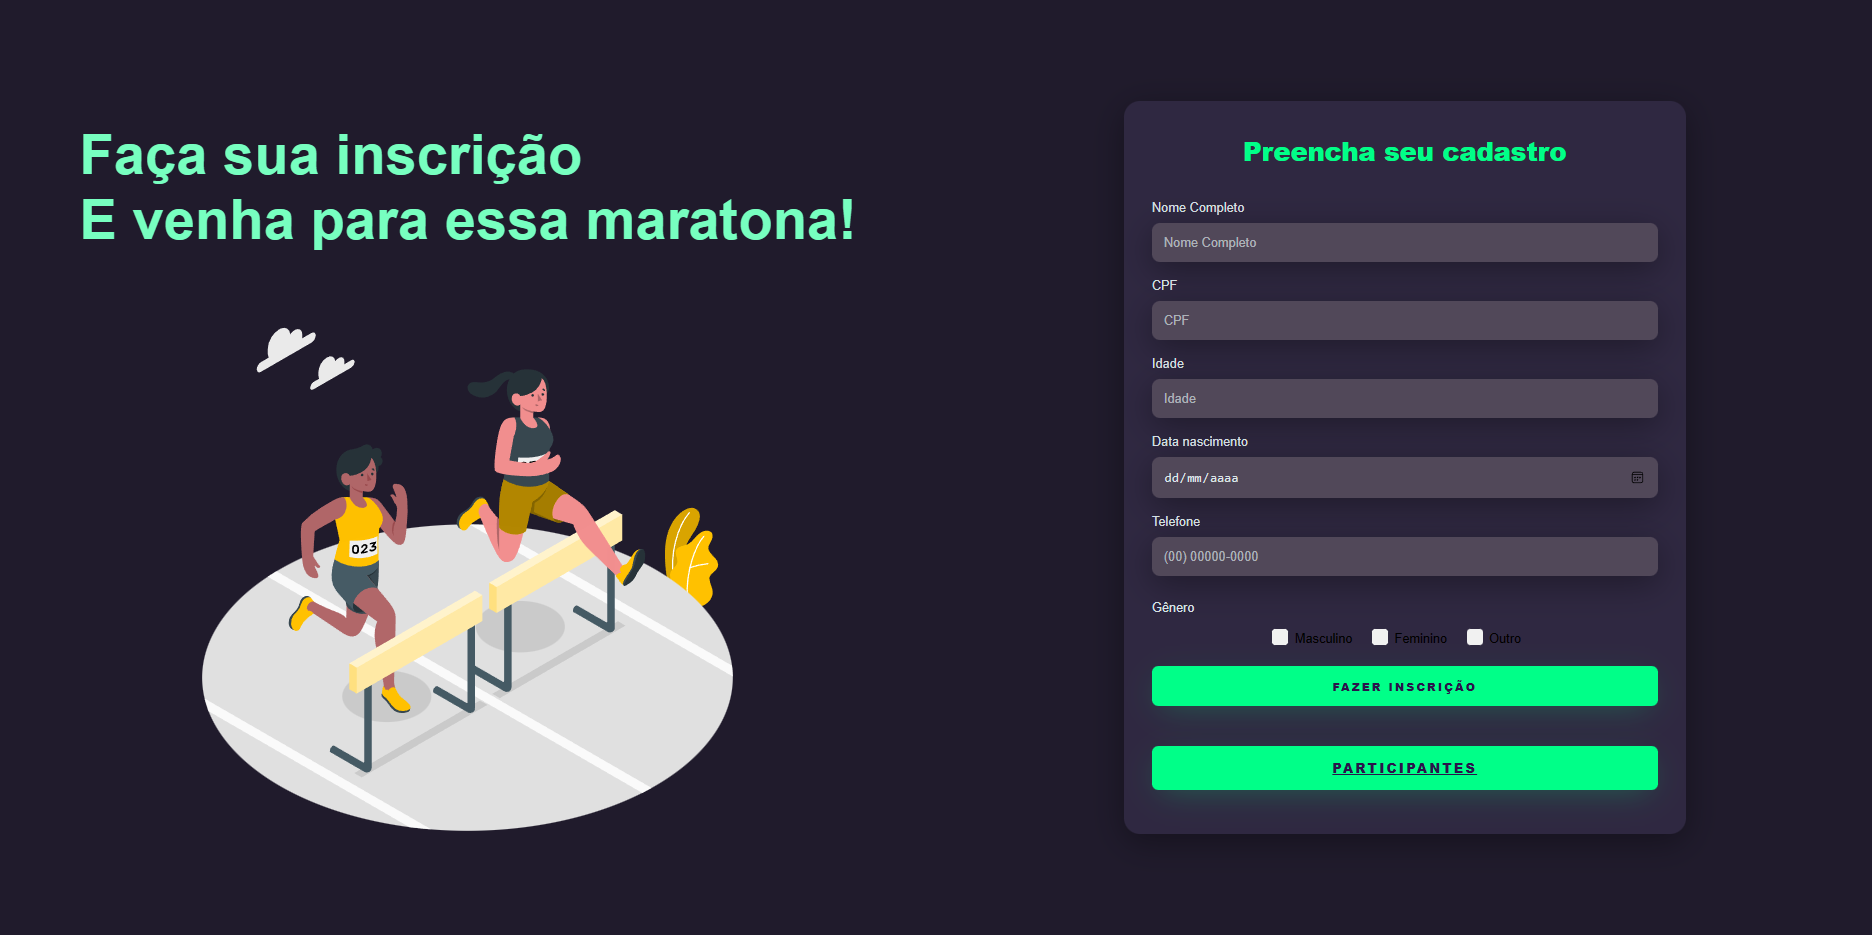 Faça sua inscrição
E venha para essa maratona!
023
Preencha seu cadastro
Nome Completo
Nome Completo
CPF
CPF
Idade
Idade
Data nascimento
dd/mm/aaaa
Telefone
(00) 00000-0000
Gênero
Masculino Feminino Outro
FAZER INSCRIÇÃO
PARTICIPANTES